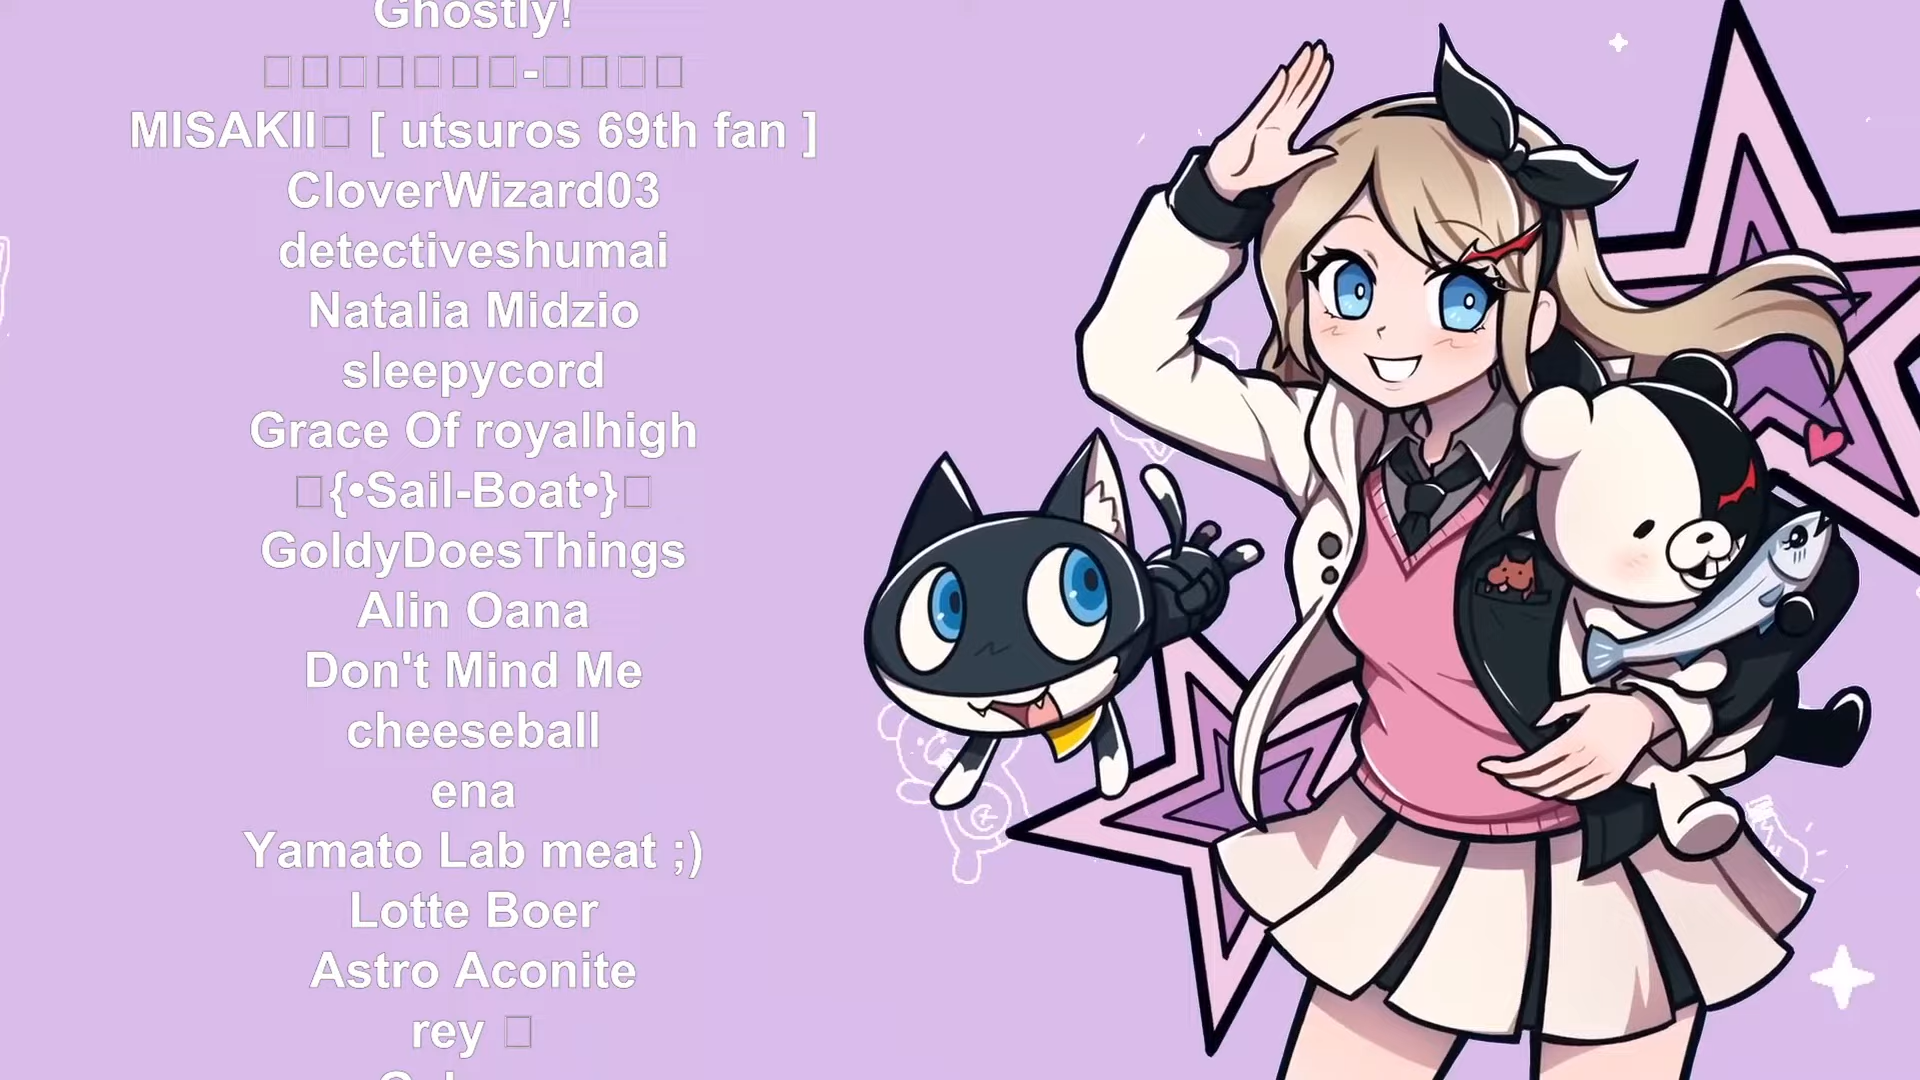 Ghostly!
□□□□□□□-□□□□
MISAKII□ [ utsuros 69th fan ]
CloverWizard03
detectiveshumai
Natalia Midzio
sleepycord
Grace Of royalhigh
□{•Sail-Boat•}□
GoldyDoesThings
Alin Oana
Don't Mind Me
cheeseball
ena
Yamato Lab meat ;)
Lotte Boer
Astro Aconite
rey □